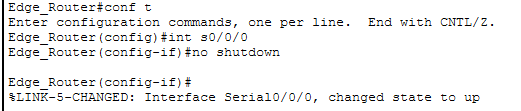 Edge_Router#conf t
Enter configuration commands, one per line.  End with CNTL/Z.
Edge_Router(config)#int s0/0/0
Edge_Router(config-if)#no shutdown

Edge_Router(config-if)#
%LINK-5-CHANGED: Interface Serial0/0/0, changed state to up